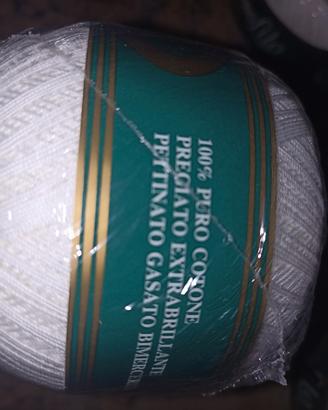 100% PURO COTONE
PREGIATO EXTRABRILLANTE
PETTINATO GASATO